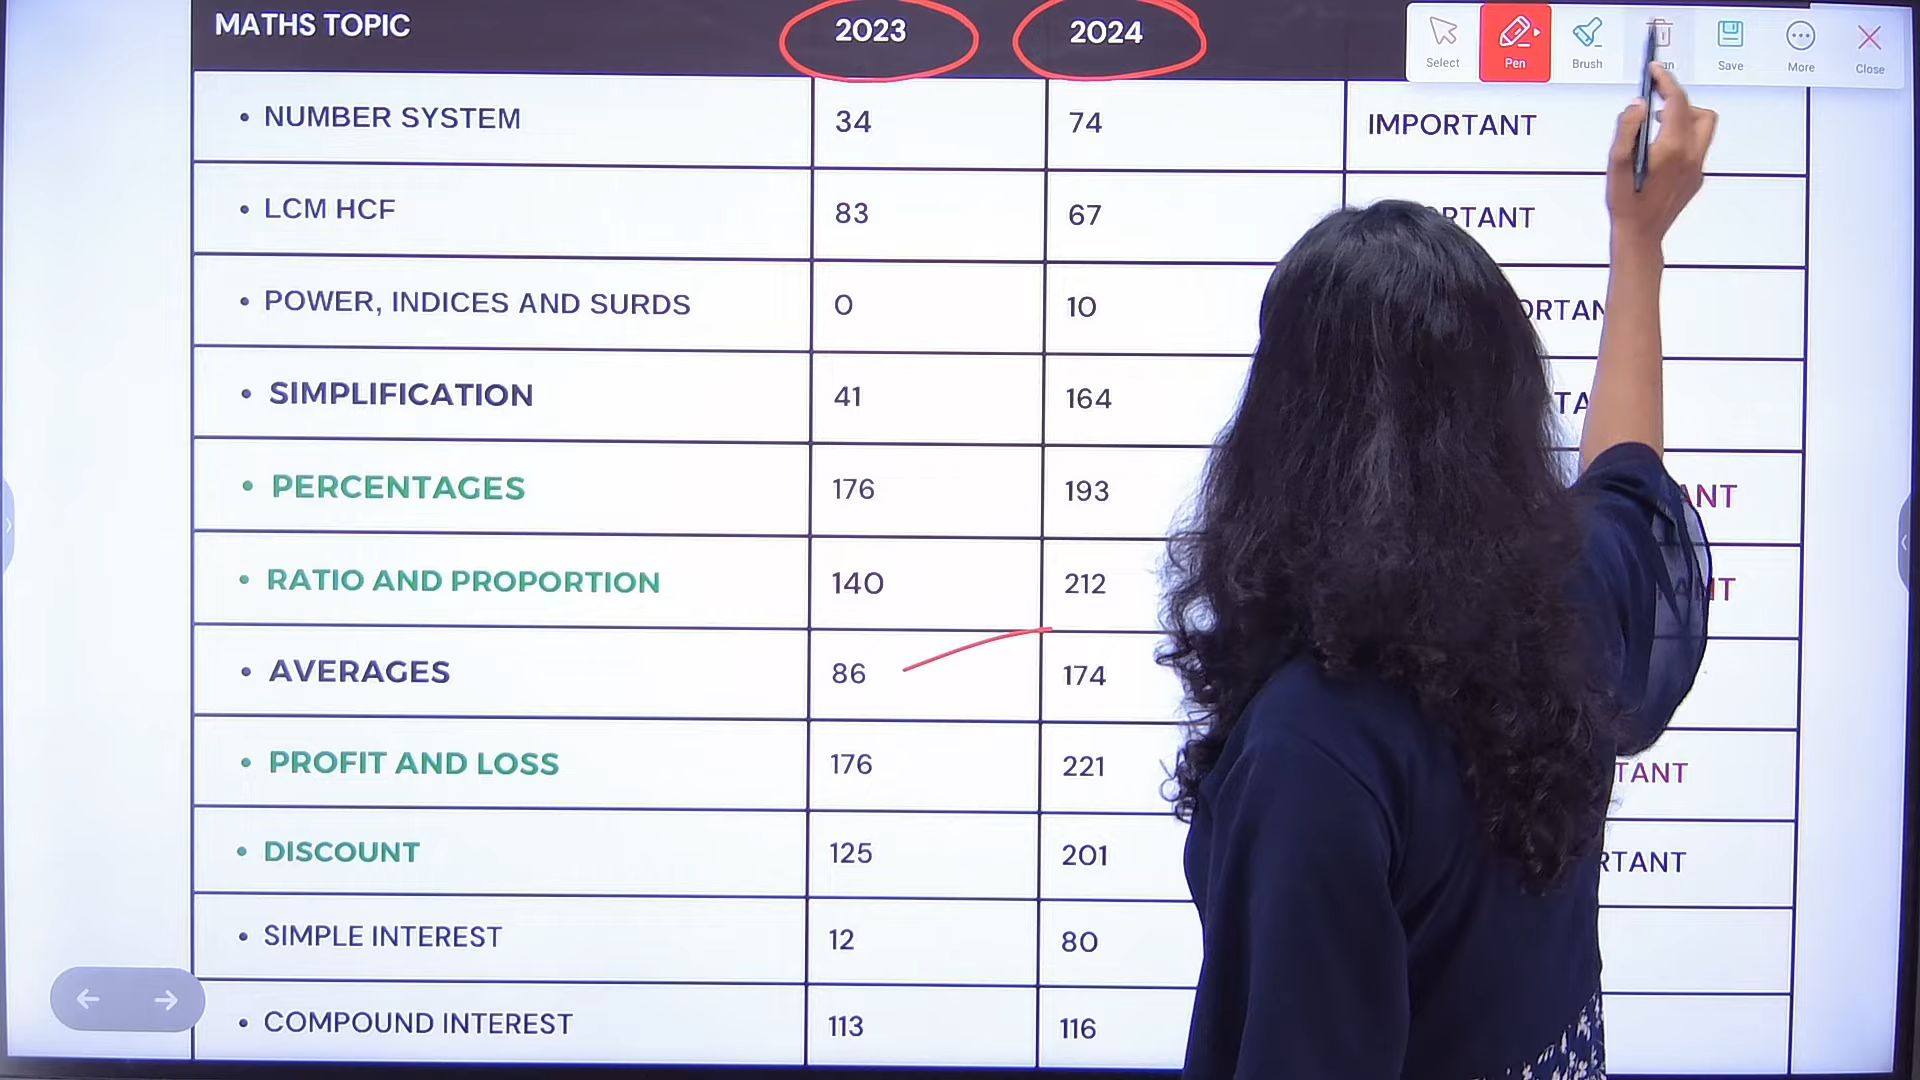 MATHS TOPIC 2023 2024
Select Pen Brush Save More Close
• NUMBER SYSTEM 34 74 IMPORTANT
• LCM HCF 83 67
• POWER, INDICES AND SURDS 0 10
• SIMPLIFICATION 41 164
• PERCENTAGES 176 193
• RATIO AND PROPORTION 140 212
• AVERAGES 86 174
• PROFIT AND LOSS 176 221
• DISCOUNT 125 201
• SIMPLE INTEREST 12 80
• COMPOUND INTEREST 113 116